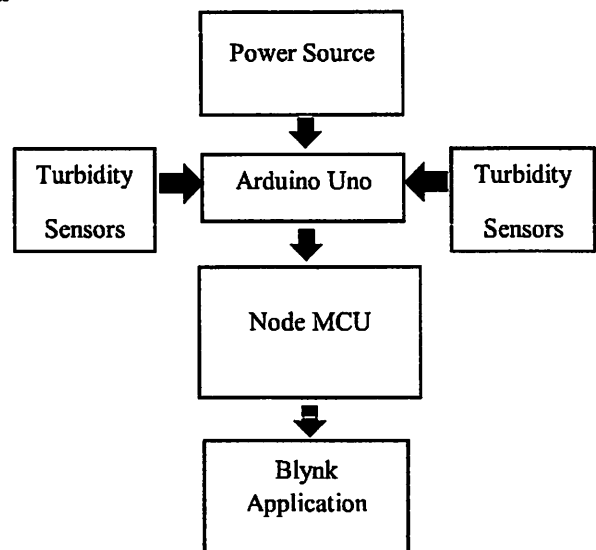 Power Source
Turbidity
Sensors
Arduino Uno
Turbidity
Sensors
Node MCU
Blynk
Application